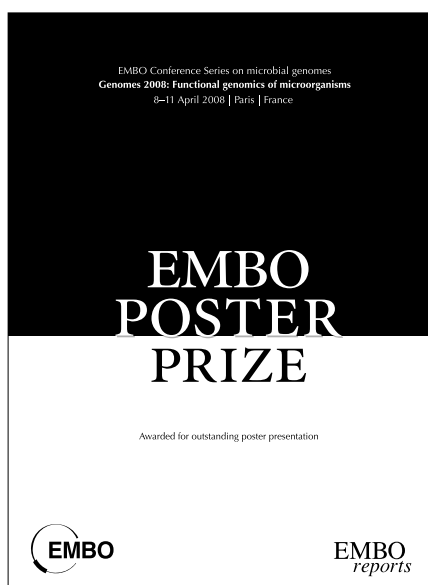 EMBO Conference Series on microbial genomes
Genomes 2008: Functional genomics of microorganisms
8–11 April 2008 | Paris | France
EMBO
POSTER
PRIZE
Awarded for outstanding poster presentation
EMBO
EMBO
reports